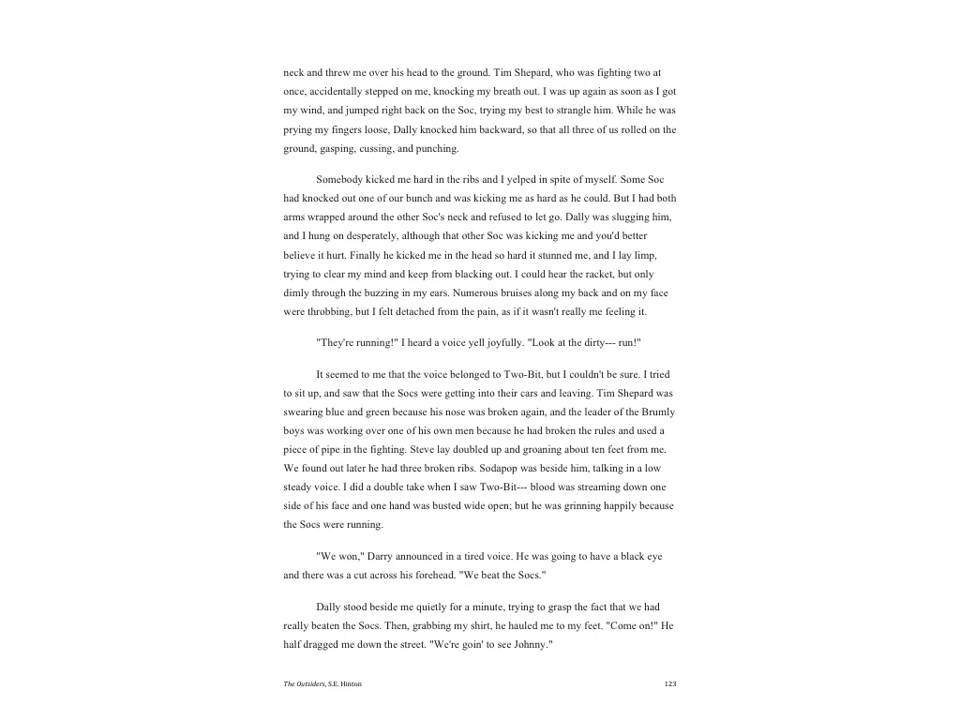 neck and threw me over his head to the ground. Tim Shepard, who was fighting two at
once, accidentally stepped on me, knocking my breath out. I was up again as soon as I got
my wind, and jumped right back on the Soc, trying my best to strangle him. While he was
prying my fingers loose, Dally knocked him backward, so that all three of us rolled on the
ground, gasping, cussing, and punching.
Somebody kicked me hard in the ribs and I yelped in spite of myself. Some Soc
had knocked out one of our bunch and was kicking me as hard as he could. But I had both
arms wrapped around the other Soc's neck and refused to let go. Dally was slugging him,
and I hung on desperately, although that other Soc was kicking me and you'd better
believe it hurt. Finally he kicked me in the head so hard it stunned me, and I lay limp,
trying to clear my mind and keep from blacking out. I could hear the racket, but only
dimly through the buzzing in my ears. Numerous bruises along my back and on my face
were throbbing, but I felt detached from the pain, as if it wasn't really me feeling it.
"They're running!" I heard a voice yell joyfully. "Look at the dirty--- run!"
It seemed to me that the voice belonged to Two-Bit, but I couldn't be sure. I tried
to sit up, and saw that the Socs were getting into their cars and leaving. Tim Shepard was
swearing blue and green because his nose was broken again, and the leader of the Brumly
boys was working over one of his own men because he had broken the rules and used a
piece of pipe in the fighting. Steve lay doubled up and groaning about ten feet from me.
We found out later he had three broken ribs. Sodapop was beside him, talking in a low
steady voice. I did a double take when I saw Two-Bit--- blood was streaming down one
side of his face and one hand was busted wide open; but he was grinning happily because
the Socs were running.
"We won," Darry announced in a tired voice. He was going to have a black eye
and there was a cut across his forehead. "We beat the Socs."
Dally stood beside me quietly for a minute, trying to grasp the fact that we had
really beaten the Socs. Then, grabbing my shirt, he hauled me to my feet. "Come on!" He
half dragged me down the street. "We're goin' to see Johnny."
The Outsiders, S.E. Hinton 123